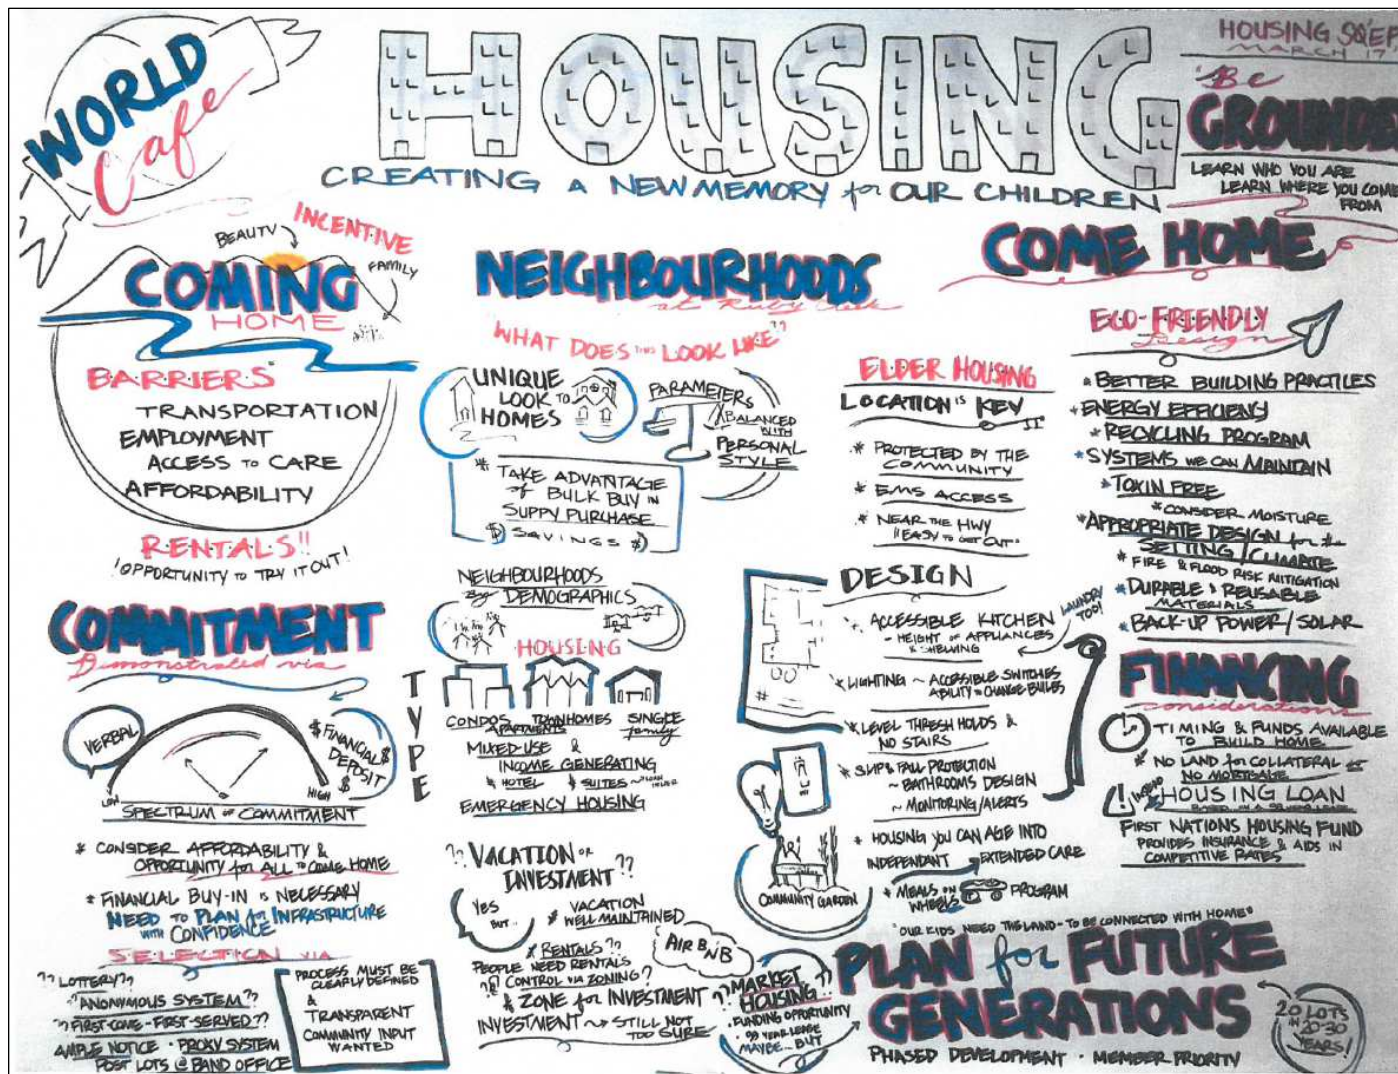 WORLD
Cafe
HOUSING
CREATING A NEW MEMORY for OUR CHILDREN
HOUSING
MARCH 17
"Be
GROUNDE
LEARN WHO YOU ARE
LEARN WHERE YOU COME
FROM
COME HOME
BEAUTY
INCENTIVE
FAMILY
COMING
HOME
BARRIERS
TRANSPORTATION
EMPLOYMENT
ACCESS TO CARE
AFFORDABILITY
RENTALS!!
!OPPORTUNITY TO TRY IT OUT!
COMMITMENT
Demonstrated via
VERBAL
$ FINANCIAL $
DEPOSIT
$
LOW
HIGH
SPECTRUM OF COMMITMENT
* CONSIDER AFFORDABILITY &
OPPORTUNITY for ALL TO COME HOME
* FINANCIAL BUY-IN IS NECESSARY
NEED TO PLAN for INFRASTRUCTURE
WITH CONFIDENCE
SELECTION VIA
?? LOTTERY??
?ANONYMOUS SYSTEM??
?? FIRST-COME-FIRST-SERVED??
AMPLE NOTICE · PROXY SYSTEM
POST LOTS @ BAND OFFICE
PROCESS MUST BE
CLEARLY DEFINED
&
TRANSPARENT
COMMUNITY INPUT
WANTED
NEIGHBOURHOODS
at Ruby
WHAT DOES THIS LOOK LIKE??
UNIQUE
LOOK TO
HOMES
PARAMETERS
BALANCED
WITH
PERSONAL
STYLE
* TAKE ADVANTAGE
of BULK BUY IN
SUPPY PURCHASE
$ SAVINGS $
NEIGHBOURHOODS
By DEMOGRAPHICS
HOUSING
TYPE
CONDOS
APARTMENTS
TOWNHOMES
SINGLE
family
MIXED-USE &
INCOME GENERATING
* HOTEL * SUITES
EMERGENCY HOUSING
?? VACATION OR
INVESTMENT??
YES
BUT..
* VACATION
WELL MAINTAINED
* RENTALS??
AIR B'N'B
PEOPLE NEED RENTALS
CONTROL VIA ZONING?
* ZONE for INVESTMENT
INVESTMENT ~> STILL NOT
TOO SURE
ELDER HOUSING
LOCATION IS KEY
* PROTECTED BY THE
COMMUNITY
* EMS ACCESS
* NEAR THE HWY
"EASY TO GET OUT"
DESIGN
* ACCESSIBLE KITCHEN
LAUNDRY
TOO!
- HEIGHT OF APPLIANCES
& SHELVING
* LIGHTING ~ ACCESSIBLE SWITCHES
ABILITY TO CHANGE BULBS
* LEVEL THRESH HOLDS &
NO STAIRS
* SLIP & FALL PROTECTION
~ BATHROOMS DESIGN
~ MONITORING/ALERTS
* HOUSING YOU CAN AGE INTO
INDEPENDANT
EXTENDED CARE
* MEALS ON
WHEELS
PROGRAM
COMMUNITY GARDEN
ECO-FRIENDLY
Design
* BETTER BUILDING PRACTICES
* ENERGY EFFICIENCY
* RECYCLING PROGRAM
* SYSTEMS WE CAN MAINTAIN
* TOXIN FREE
* CONSIDER MOISTURE
* APPROPRIATE DESIGN for the
SETTING/CLIMATE
* FIRE & FLOOD RISK MITIGATION
* DURABLE & REUSABLE
MATERIALS
* BACK-UP POWER/SOLAR
FINANCING
considerations
TIMING & FUNDS AVAILABLE
TO BUILD HOME
* NO LAND for COLLATERAL
NO MORTGAGE
HOUSING LOAN
FIRST NATIONS HOUSING FUND
PROVIDES INSURANCE & AIDS IN
COMPETITIVE RATES
"OUR KIDS NEED THE LAND - TO BE CONNECTED WITH HOME"
PLAN for FUTURE
GENERATIONS
PHASED DEVELOPMENT · MEMBER PRIORITY
?? MARKET
HOUSING??
· FUNDING OPPORTUNITY
· 99 YEAR LEASE
MAYBE... BUT
20 LOTS
IN 20-30
YEARS!